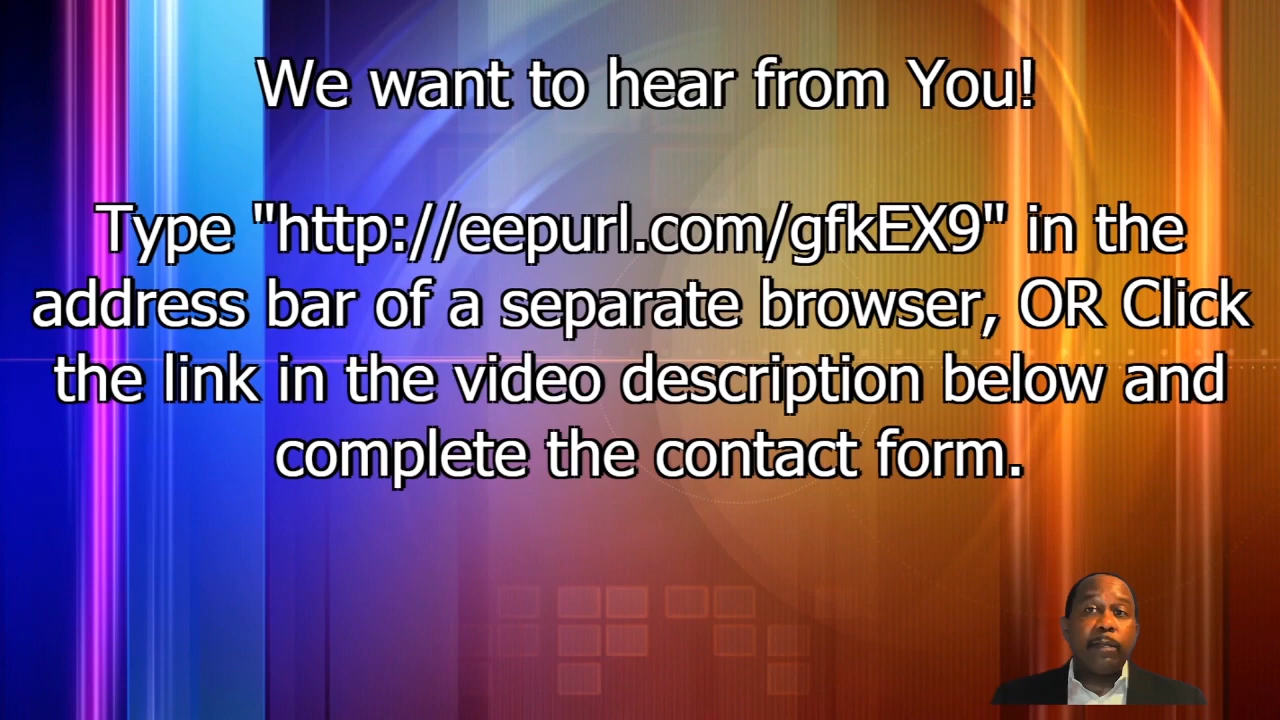 We want to hear from You!
Type "http://eepurl.com/gfkEX9" in the
address bar of a separate browser, OR Click
the link in the video description below and
complete the contact form.